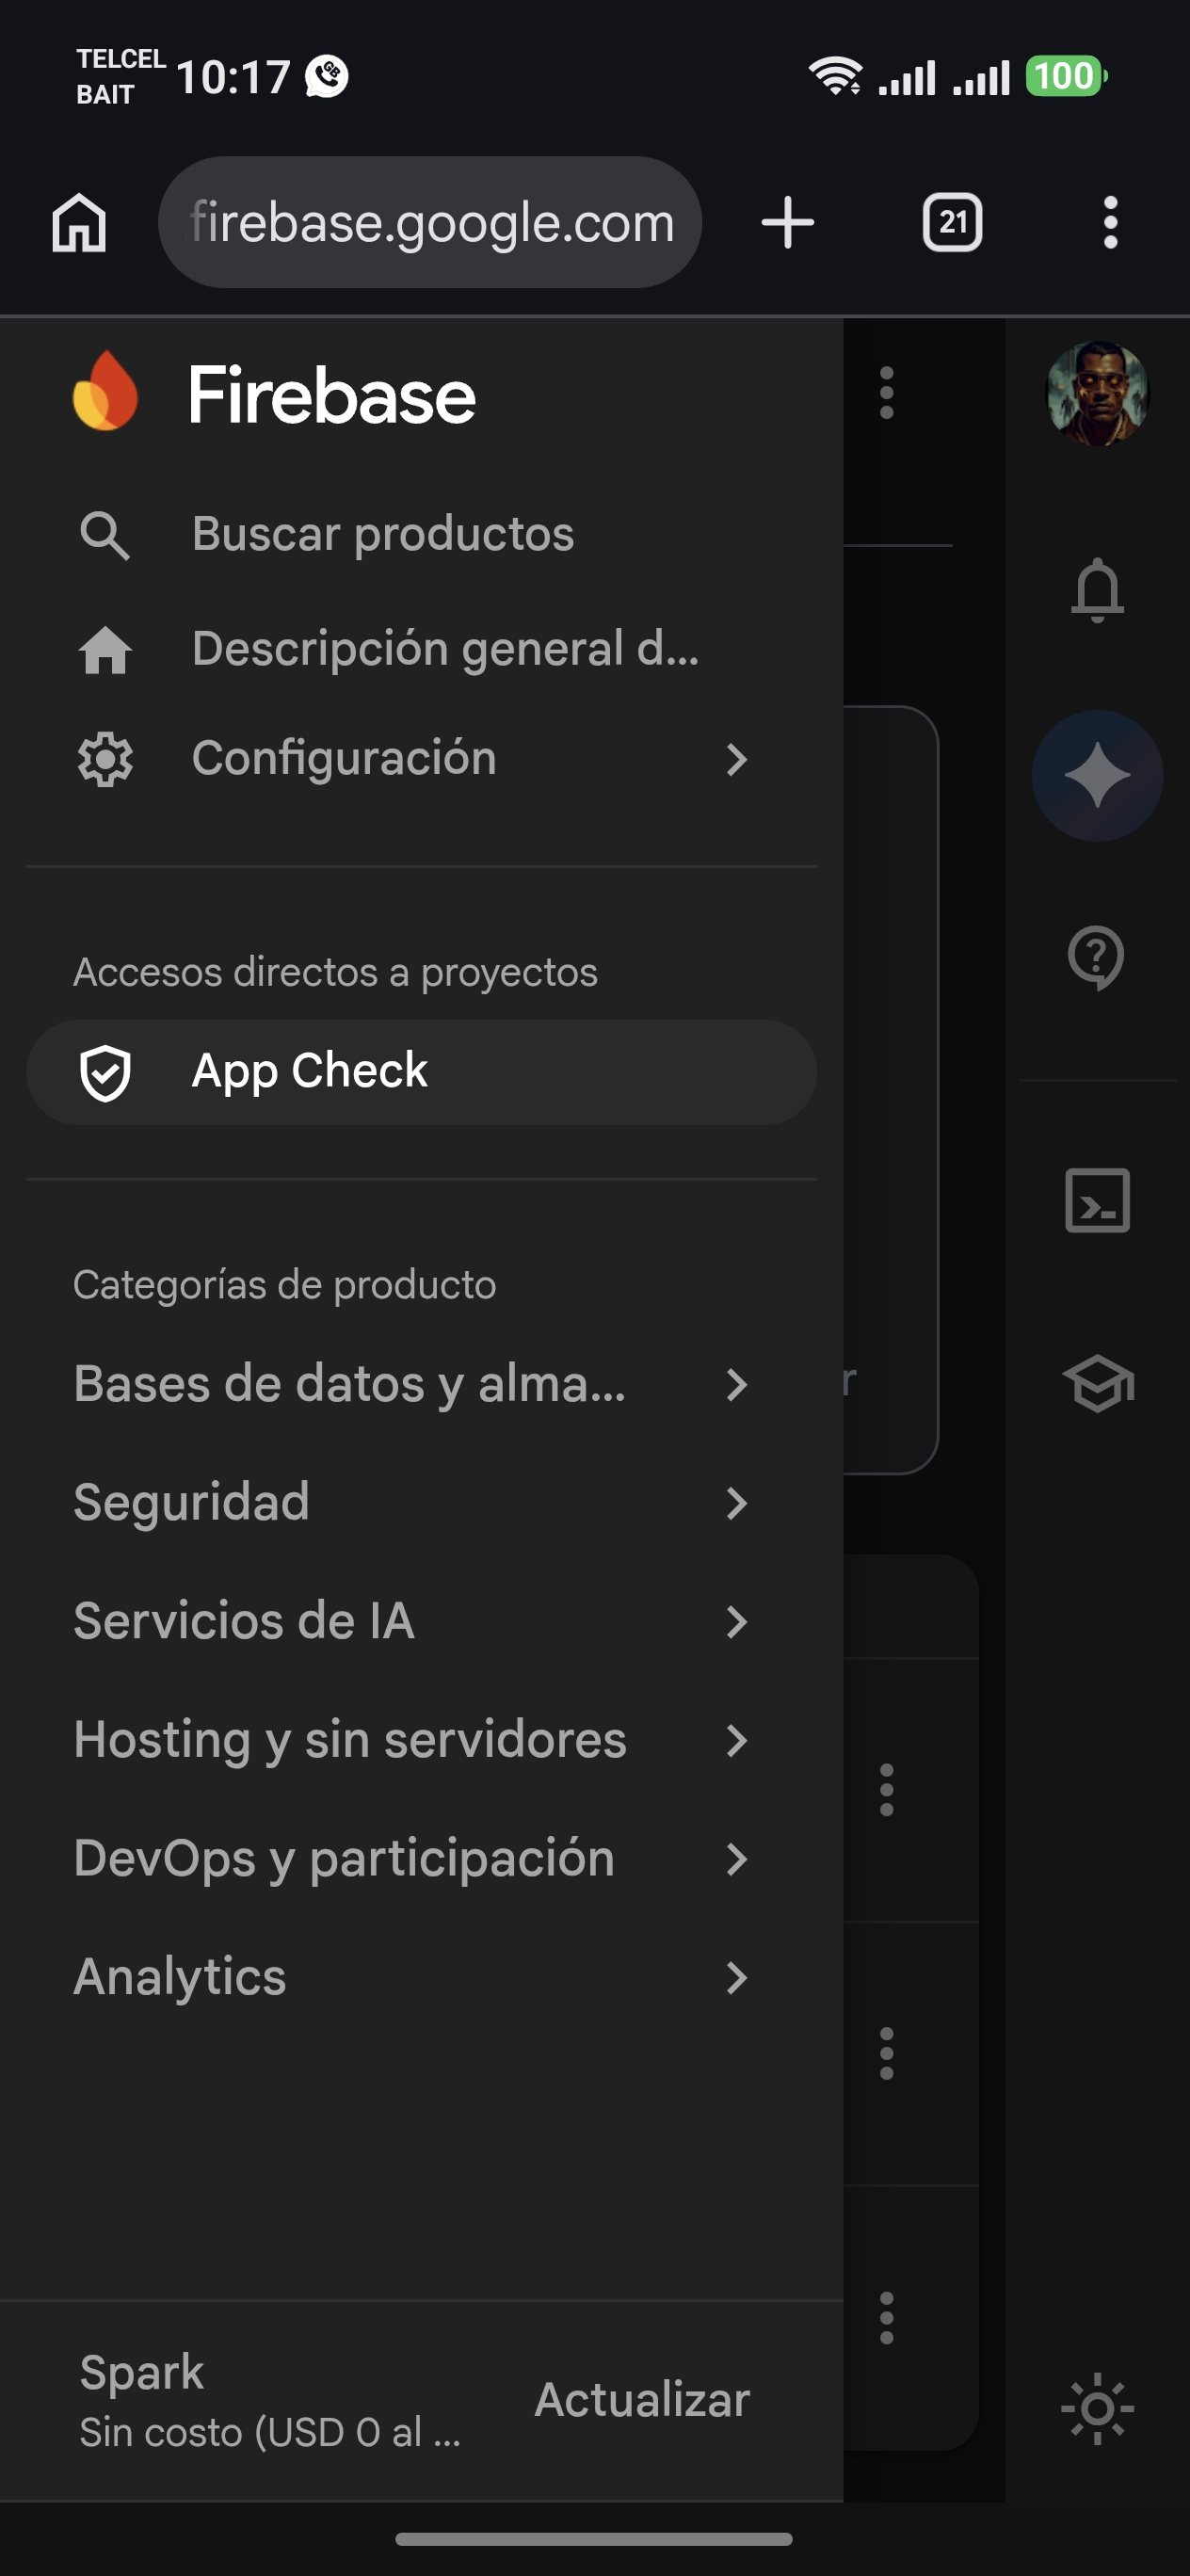 TELCEL
BAIT
10:17
100
firebase.google.com
21
Firebase
Buscar productos
Descripción general d...
Configuración
Accesos directos a proyectos
App Check
Categorías de producto
Bases de datos y alma...
r
Seguridad
Servicios de IA
Hosting y sin servidores
DevOps y participación
Analytics
Spark
Sin costo (USD 0 al ...
Actualizar